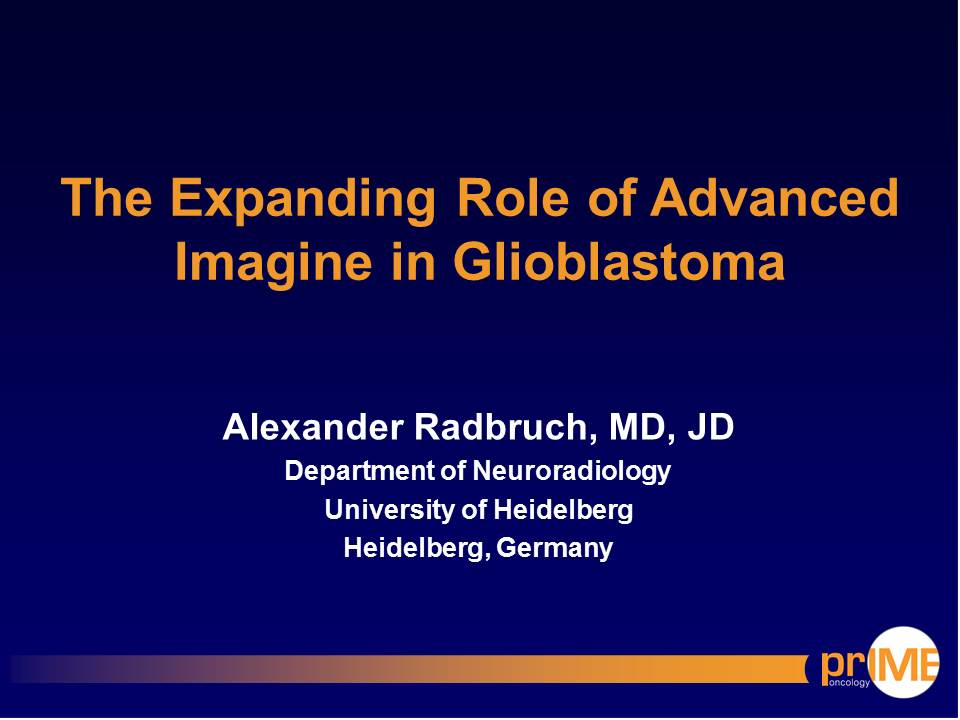 The Expanding Role of Advanced
Imagine in Glioblastoma
Alexander Radbruch, MD, JD
Department of Neuroradiology
University of Heidelberg
Heidelberg, Germany
prIME
oncology